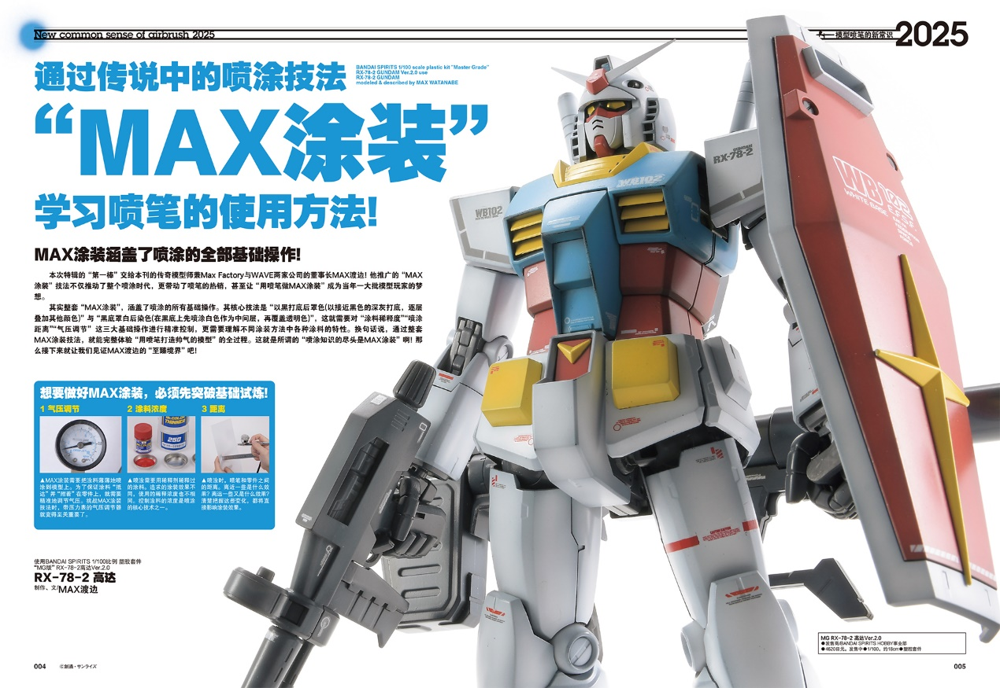 New common sense of airbrush 2025
模型喷笔的新常识 2025
通过传说中的喷涂技法
BANDAI SPIRITS 1/100 scale plastic kit "Master Grade"
RX-78-2 GUNDAM Ver.2.0 use
RX-78-2 GUNDAM
modeled & described by MAX WATANABE
“MAX涂装”
学习喷笔的使用方法!
MAX涂装涵盖了喷涂的全部基础操作!
本次特辑的“第一棒”交给本刊的传奇模型师兼Max Factory与WAVE两家公司的董事长MAX渡边! 他推广的“MAX
涂装”技法不仅推动了整个喷涂时代，更带动了喷笔的热销，甚至让“用喷笔做MAX涂装”成为当年一大批模型玩家的梦
想。
其实整套“MAX涂装”，涵盖了喷涂的所有基础操作。其核心技法是“以黑打底后罩色(以接近黑色的深灰打底，逐层
叠加其他颜色)”与“黑底罩白后染色(在黑底上先喷涂白色作为中间层，再覆盖透明色)”，这就需要对“涂料稀释度”“喷涂
距离”“气压调节”这三大基础操作进行精准控制，更需要理解不同涂装方法中各种涂料的特性。换句话说，通过整套
MAX涂装技法，就能完整体验“用喷笔打造帅气的模型”的全过程。这就是所谓的“喷涂知识的尽头是MAX涂装”啊! 那
么接下来就让我们见证MAX渡边的“至臻境界”吧!
想要做好MAX涂装，必须先突破基础试炼!
1 气压调节
2 涂料浓度
3 距离
▲MAX涂装需要把涂料薄薄地喷
涂到模型上。为了保证涂料“抵
达”并“附着”在零件上，就需要
精准地调节气压。挑战MAX涂装
技法时，带压力表的气压调节器
就变得至关重要了。
▲喷涂需要用稀释剂稀释过
的涂料。追求的涂装效果不
同，使用的稀释浓度也不相
同。控制涂料的浓度是喷涂
的核心技术之一。
▲喷涂时，喷笔和零件之间
的距离。离近一些是什么效
果? 离远一些又是什么效果?
清楚把握这些变化，都将直
接影响涂装效果。
THINNER
250
使用BANDAI SPIRITS 1/100比例 塑胶套件
“MG版” RX-78-2高达Ver.2.0
RX-78-2 高达
制作、文/MAX渡边
WB102
WB102
GUNDAM
RX-78-2
WB 102
WHITE BASE E.F.S.F.
MG RX-78-2 高达Ver.2.0
●发售商/BANDAI SPIRITS HOBBY事业部
●4620日元，发售中●1/100，约18cm●塑胶套件
004
©創通・サンライズ
005